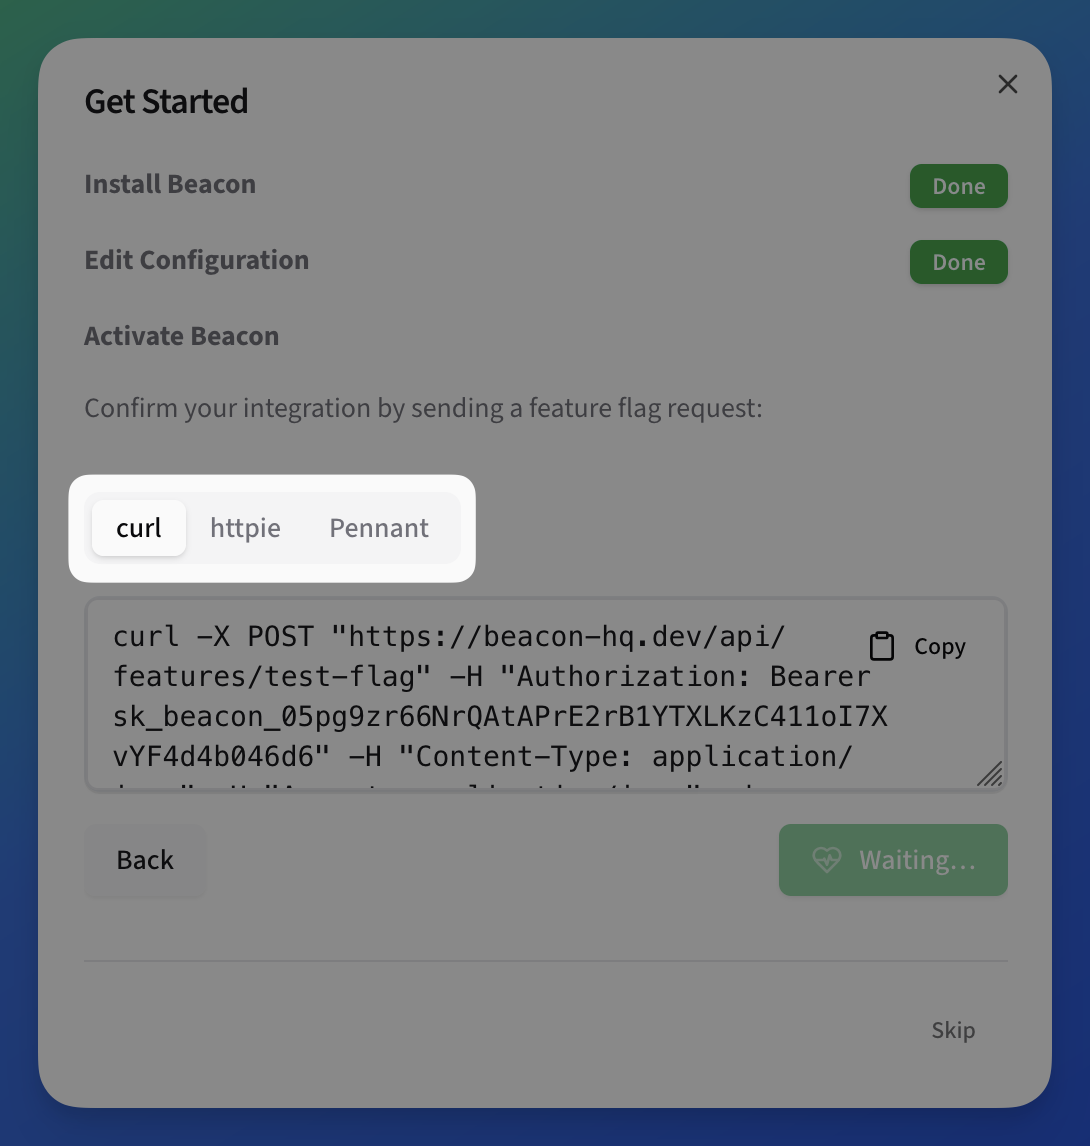 Get Started
Install Beacon
Done
Edit Configuration
Done
Activate Beacon
Confirm your integration by sending a feature flag request:
curl httpie Pennant
curl -X POST "https://beacon-hq.dev/api/
Copy
features/test-flag" -H "Authorization: Bearer
sk_beacon_05pg9zr66NrQAtAPrE2rB1YTXLKzC411oI7X
vYF4d4b046d6" -H "Content-Type: application/
Back
Waiting...
Skip